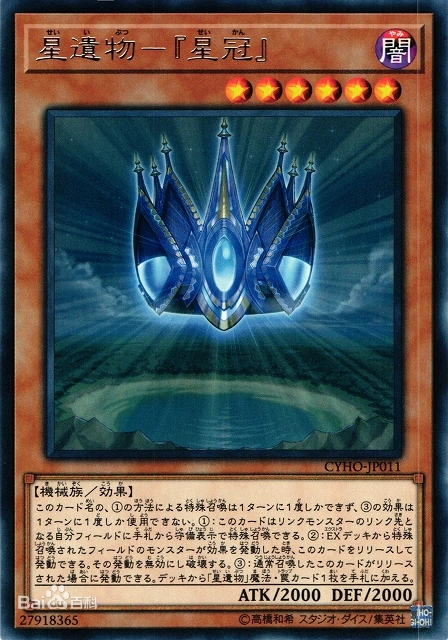 星遺物－『星冠』
闇
CYHO-JP011
【機械族／効果】
このカード名の、①の方法による特殊召喚は1ターンに1度しかできず、③の効果は
1ターンに1度しか使用できない。①：このカードはリンクモンスターのリンク先と
なる自分フィールドに手札から守備表示で特殊召喚できる。②：EXデッキから特殊
召喚されたフィールドのモンスターが効果を発動した時、このカードをリリースして
発動できる。その発動を無効にし破壊する。③：通常召喚したこのカードがリリース
された場合に発動できる。デッキから「星遺物」魔法・罠カード1枚を手札に加える。
ATK/2000 DEF/2000
27918365
©高橋和希 スタジオ・ダイス/集英社
Bai百科